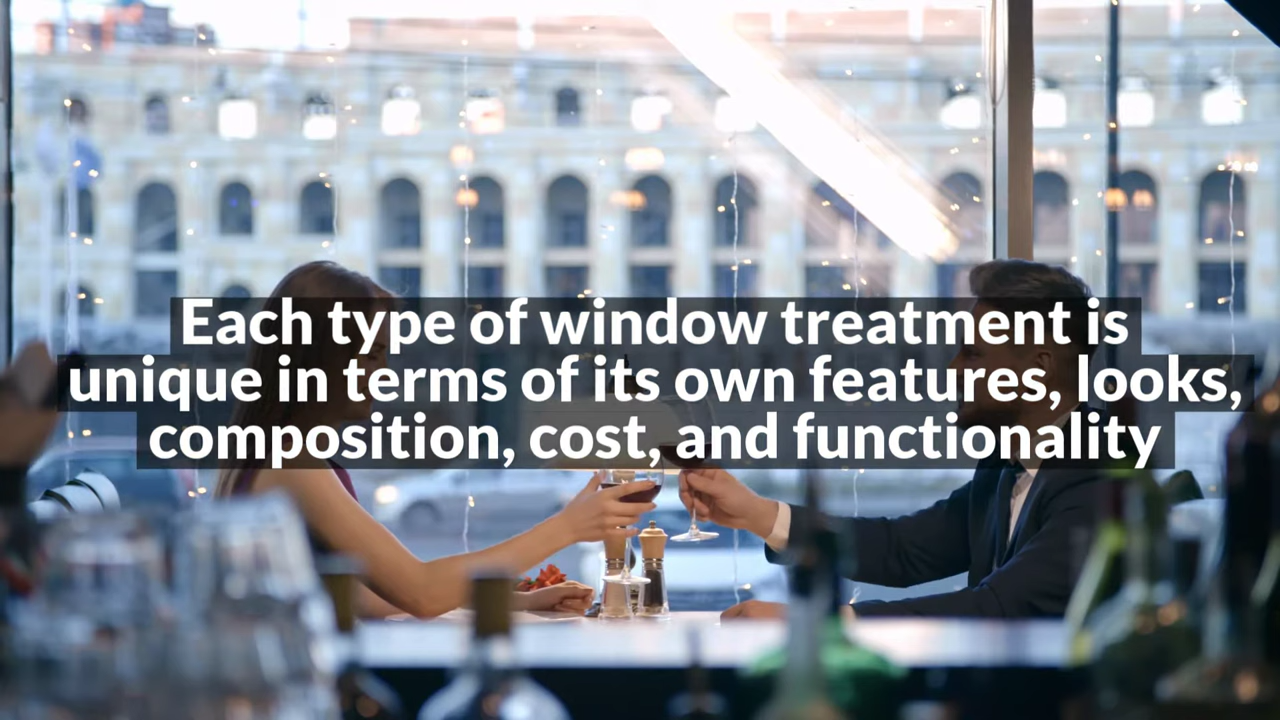 Each type of window treatment is
unique in terms of its own features, looks,
composition, cost, and functionality